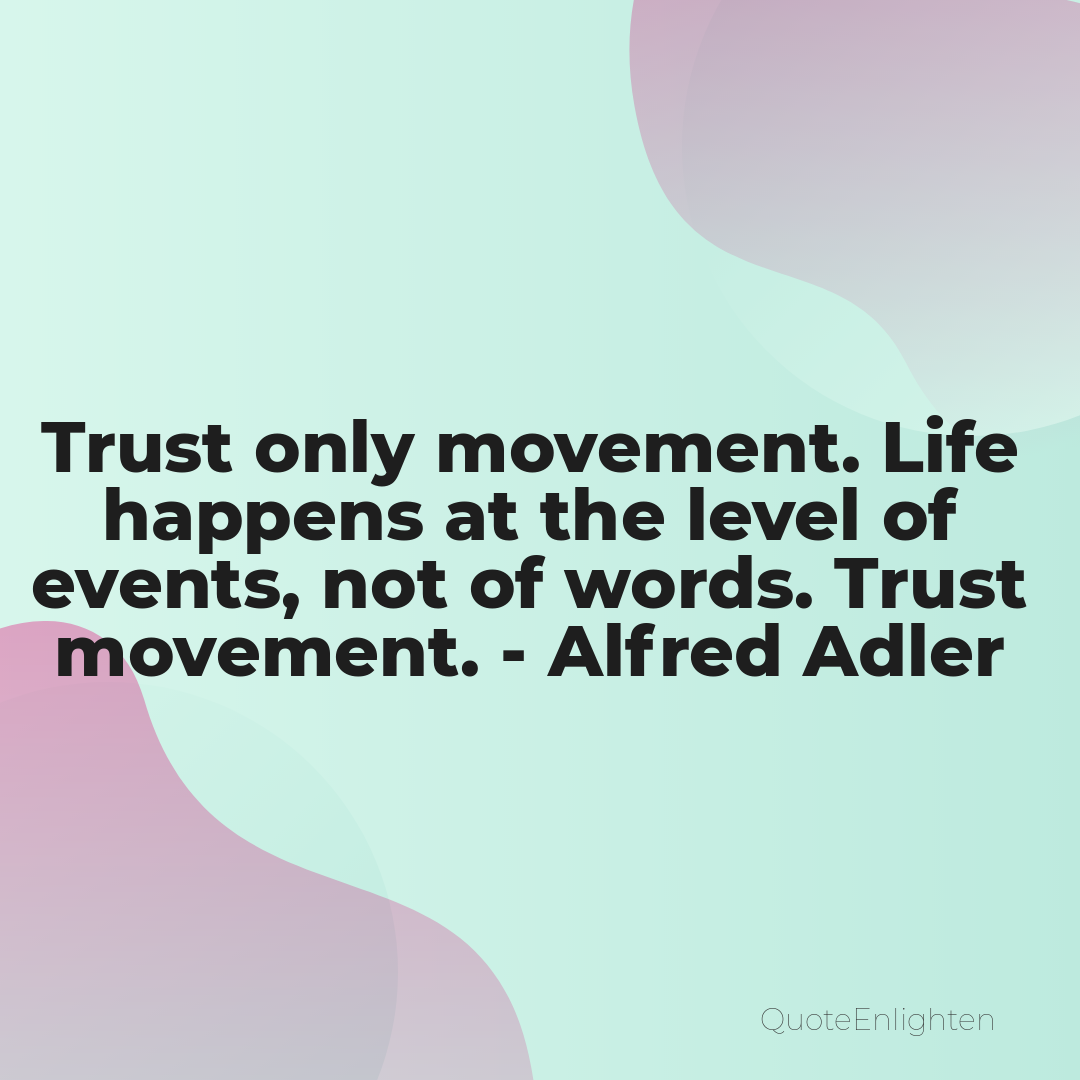 Trust only movement. Life
happens at the level of
events, not of words. Trust
movement. - Alfred Adler
QuoteEnlighten